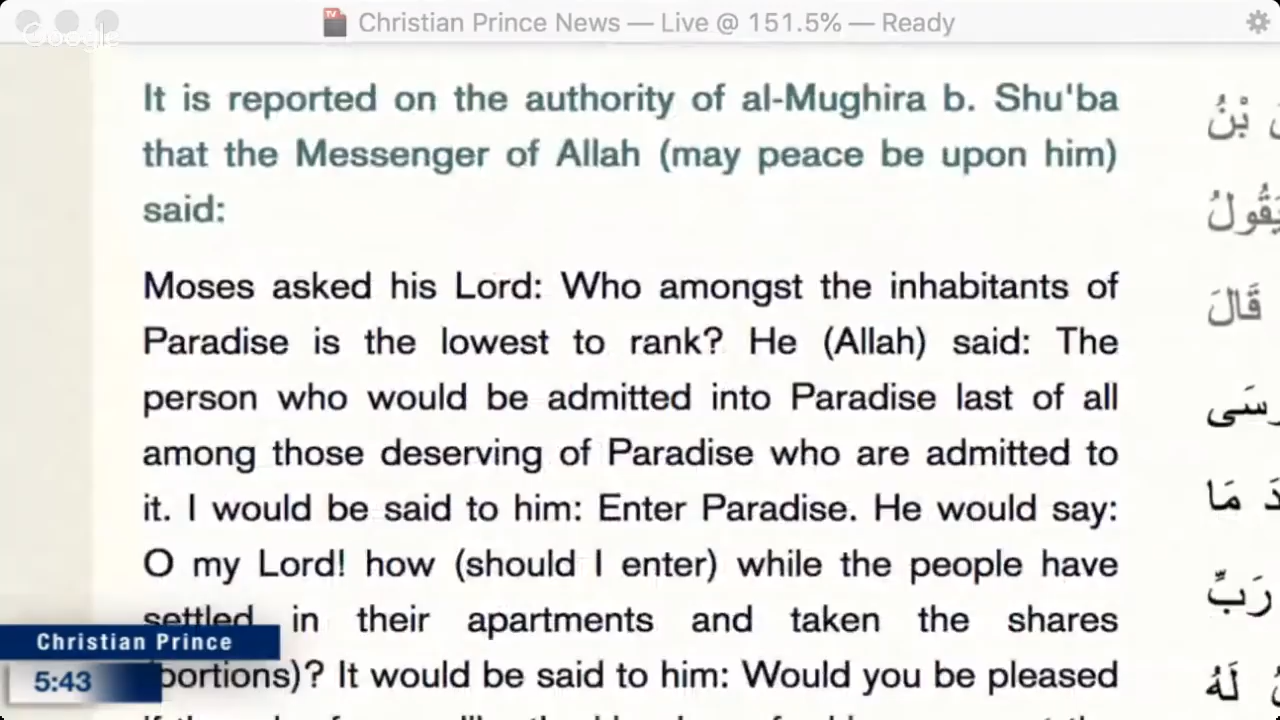 Christian Prince News — Live @ 151.5% — Ready
Google
It is reported on the authority of al-Mughira b. Shu'ba
that the Messenger of Allah (may peace be upon him)
said:
Moses asked his Lord: Who amongst the inhabitants of
Paradise is the lowest to rank? He (Allah) said: The
person who would be admitted into Paradise last of all
among those deserving of Paradise who are admitted to
it. I would be said to him: Enter Paradise. He would say:
O my Lord! how (should I enter) while the people have
settled in their apartments and taken the shares
(portions)? It would be said to him: Would you be pleased
بْنُ
يَقُولُ
قَالَ
مَا
رَبِّ
لَهُ
Christian Prince
5:43